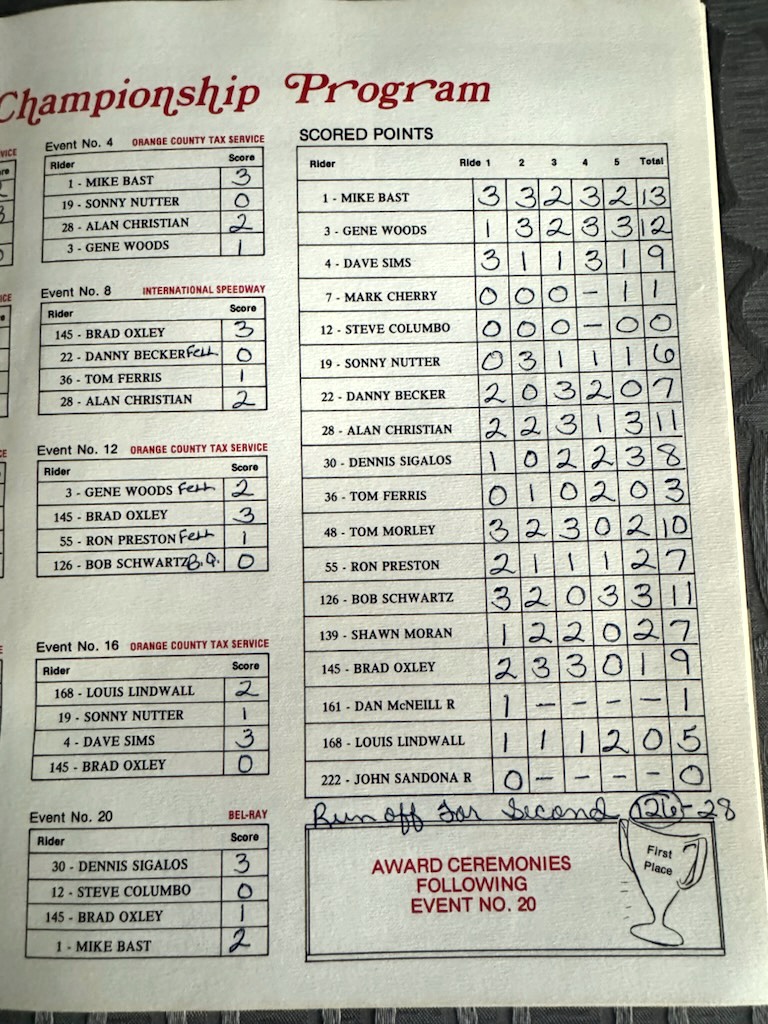 Championship Program
Event No. 4 ORANGE COUNTY TAX SERVICE
Rider Score
1 - MIKE BAST 3
19 - SONNY NUTTER 0
28 - ALAN CHRISTIAN 2
3 - GENE WOODS 1
Event No. 8 INTERNATIONAL SPEEDWAY
Rider Score
145 - BRAD OXLEY 3
22 - DANNY BECKER Fell 0
36 - TOM FERRIS 1
28 - ALAN CHRISTIAN 2
Event No. 12 ORANGE COUNTY TAX SERVICE
Rider Score
3 - GENE WOODS Fell 2
145 - BRAD OXLEY 3
55 - RON PRESTON Fell 1
126 - BOB SCHWARTZ B.Q. 0
Event No. 16 ORANGE COUNTY TAX SERVICE
Rider Score
168 - LOUIS LINDWALL 2
19 - SONNY NUTTER 1
4 - DAVE SIMS 3
145 - BRAD OXLEY 0
Event No. 20 BEL-RAY
Rider Score
30 - DENNIS SIGALOS 3
12 - STEVE COLUMBO 0
145 - BRAD OXLEY 1
1 - MIKE BAST 2
SCORED POINTS
Rider Ride 1 2 3 4 5 Total
1 - MIKE BAST 3 3 2 3 2 13
3 - GENE WOODS 1 3 2 3 3 12
4 - DAVE SIMS 3 1 1 3 1 9
7 - MARK CHERRY 0 0 0 - 1 1
12 - STEVE COLUMBO 0 0 0 - 0 0
19 - SONNY NUTTER 0 3 1 1 1 6
22 - DANNY BECKER 2 0 3 2 0 7
28 - ALAN CHRISTIAN 2 2 3 1 3 11
30 - DENNIS SIGALOS 1 0 2 2 3 8
36 - TOM FERRIS 0 1 0 2 0 3
48 - TOM MORLEY 3 2 3 0 2 10
55 - RON PRESTON 2 1 1 1 2 7
126 - BOB SCHWARTZ 3 2 0 3 3 11
139 - SHAWN MORAN 1 2 2 0 2 7
145 - BRAD OXLEY 2 3 3 0 1 9
161 - DAN McNEILL R 1 - - - - 1
168 - LOUIS LINDWALL 1 1 1 2 0 5
222 - JOHN SANDONA R 0 - - - - 0
Run off For Second 126-28
AWARD CEREMONIES
FOLLOWING
EVENT NO. 20
First
Place